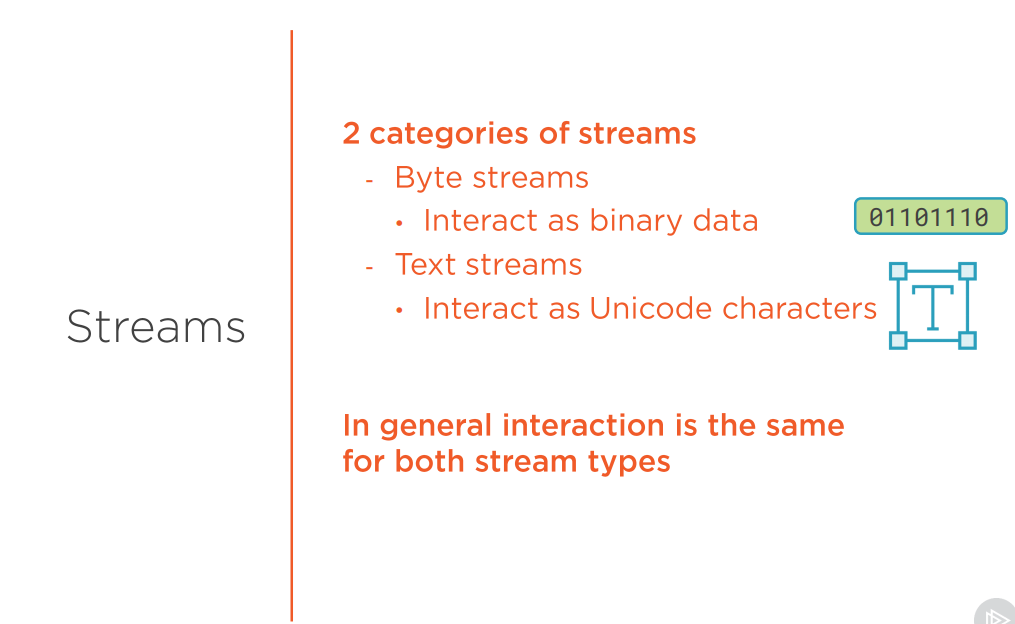 Streams
2 categories of streams
- Byte streams
• Interact as binary data
01101110
- Text streams
• Interact as Unicode characters
T
In general interaction is the same
for both stream types